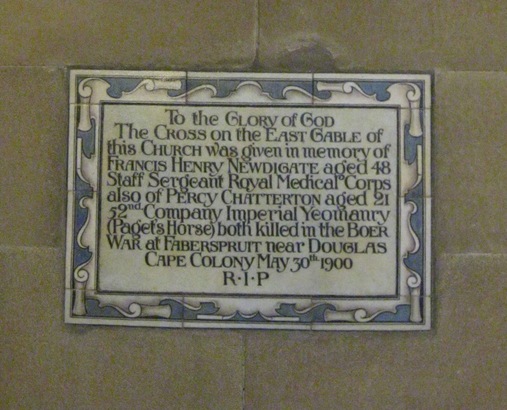 To the GLORY of GOD
The CROSS on the EAST GABLE of
this CHURCH was given in memory of
FRANCIS HENRY NEWDIGATE aged 48
Staff Sergeant Royal Medical Corps
also of PERCY CHATTERTON aged 21
52nd Company Imperial Yeomanry
(Pagets Horse) both killed in the BOER
WAR at FABERSPRUIT near DOUGLAS
CAPE COLONY MAY 30th 1900
R·I·P